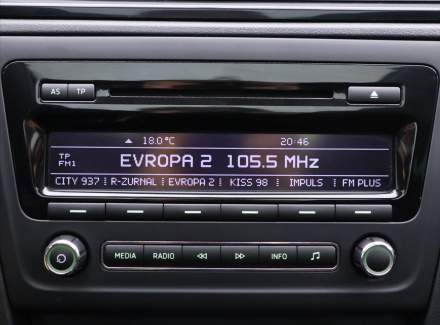 AS TP
18.0°C 20:46
TP
FM1
EVROPA 2 105.5 MHz
CITY 937 R-ZURNAL EVROPA 2 KISS 98 IMPULS FM PLUS
MEDIA RADIO INFO